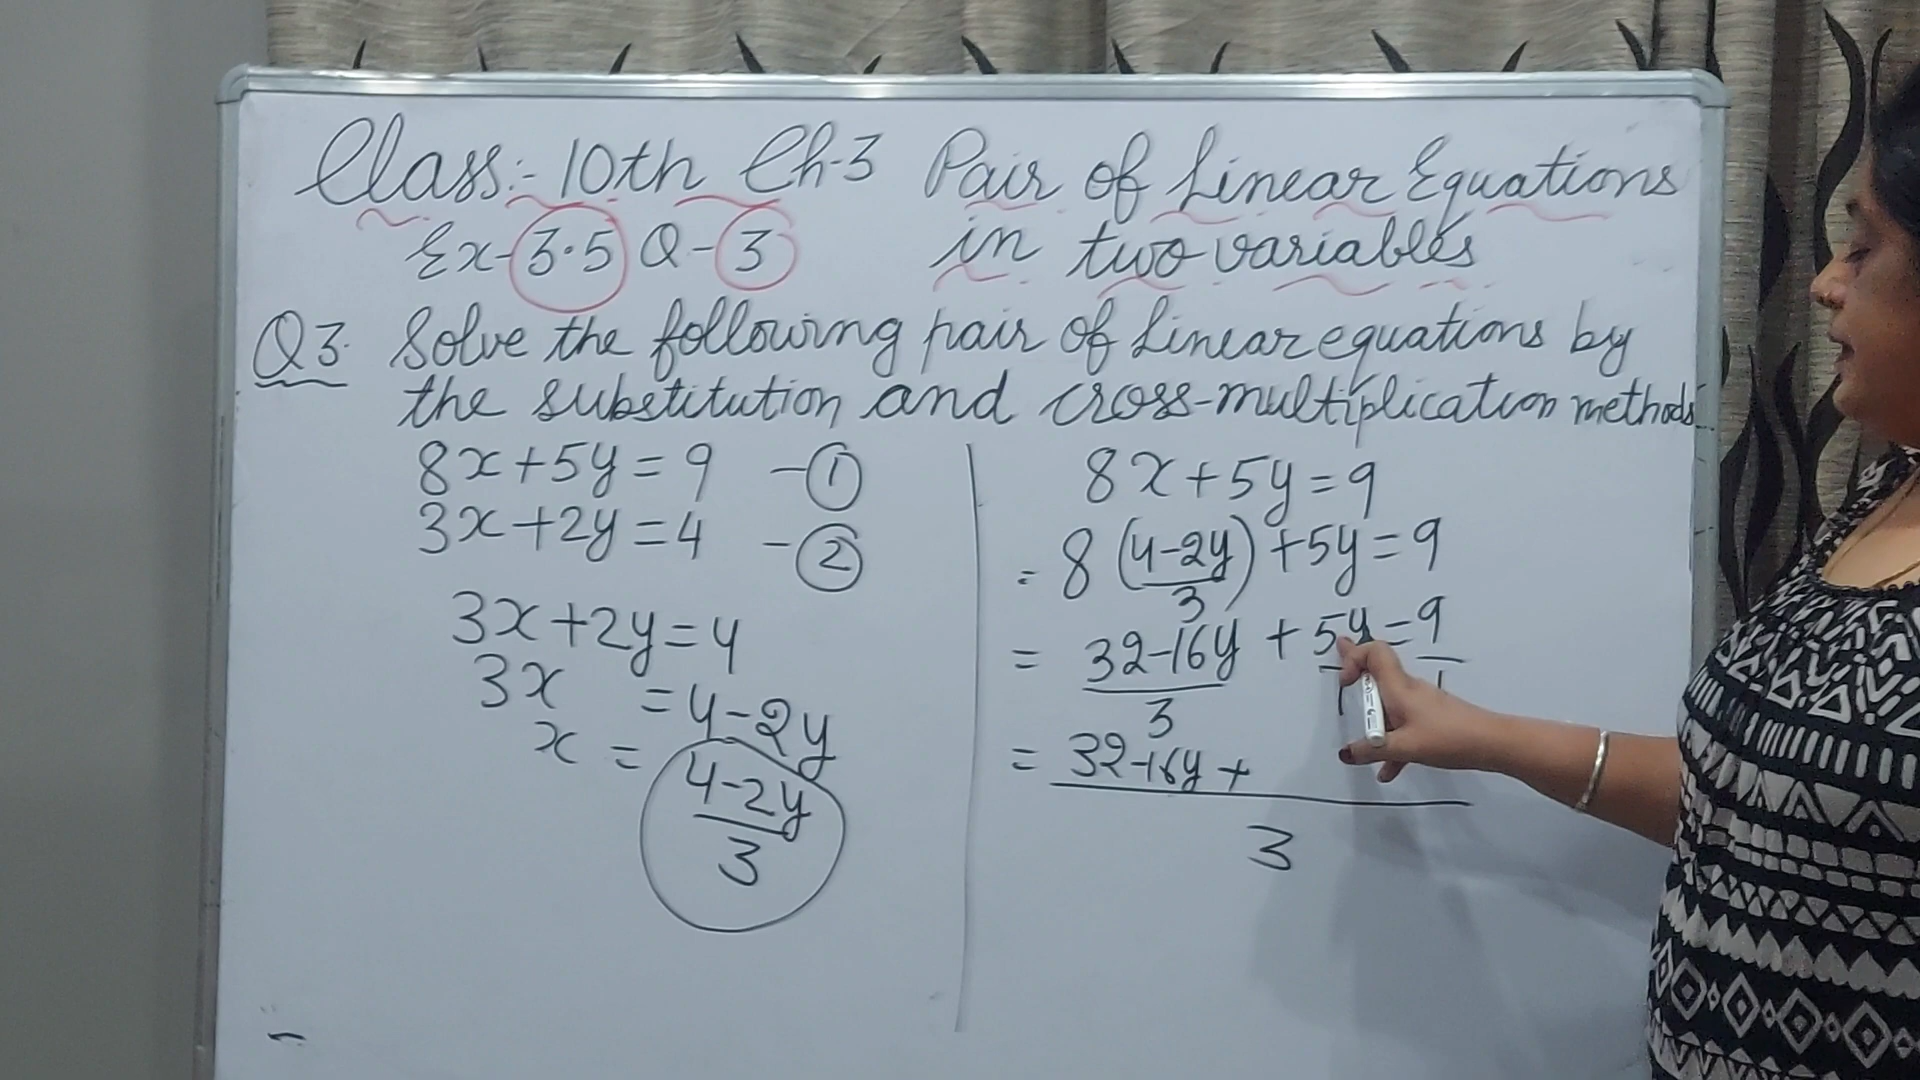 Class:- 10th Ch-3 Pair of Linear Equations
Ex-3.5 Q-3 in two variables
Q3. Solve the following pair of Linear equations by
the substitution and cross-multiplication methods
8x+5y=9 -①
3x+2y=4 -②
3x+2y=4
3x =4-2y
x = 4-2y
3
8x+5y=9
= 8(4-2y)+5y=9
3
= 32-16y + 5y=9
3 1 1
= 32-16y+
3